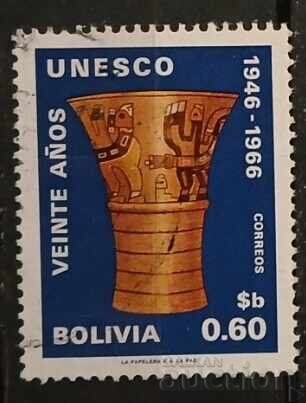 UNESCO
1946-1966
VEINTE AÑOS
CORREOS
$b
BOLIVIA 0.60
LA PAPELERA S. A. LA PAZ